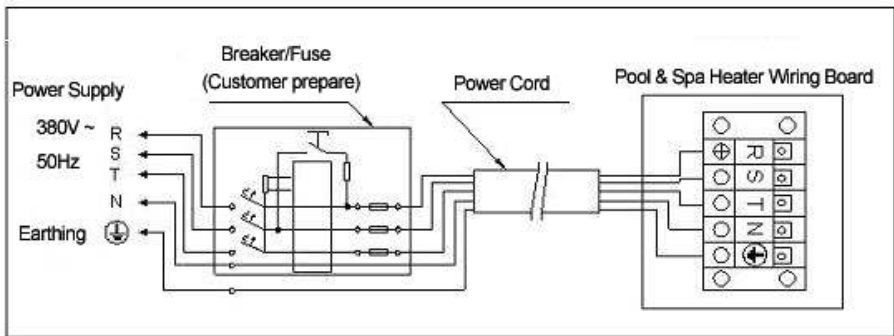 Breaker/Fuse
(Customer prepare)
Power Cord
Pool & Spa Heater Wiring Board
Power Supply
380V ~
50Hz
R
S
T
N
Earthing
R
S
T
N